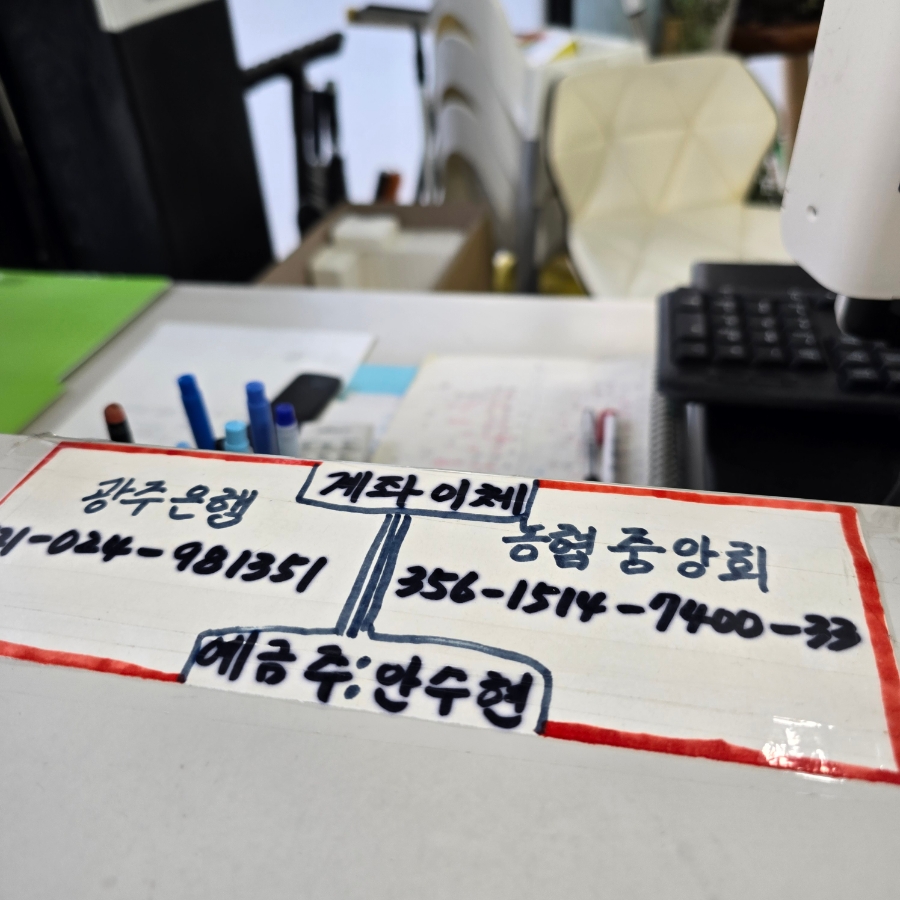 계좌이체
광주은행
21-024-981351
농협중앙회
356-1514-7400-33
예금주:안수현